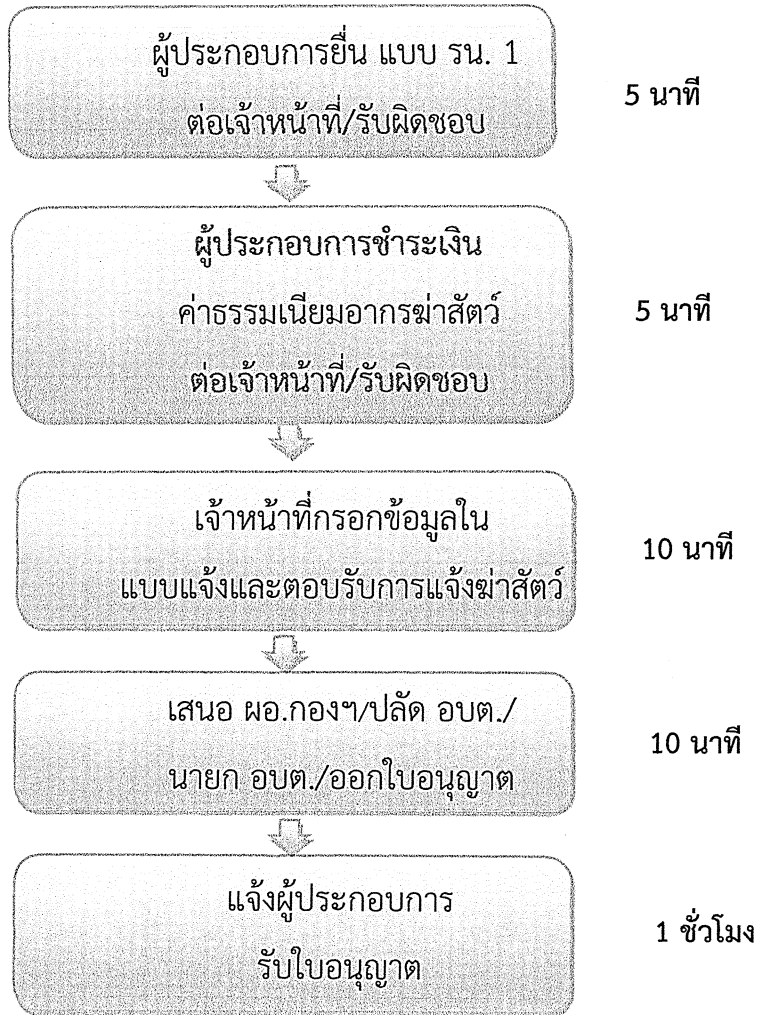 ผู้ประกอบการยื่น แบบ รน. 1
ต่อเจ้าหน้าที่/รับผิดชอบ
5 นาที
ผู้ประกอบการชำระเงิน
ค่าธรรมเนียมอากรฆ่าสัตว์
ต่อเจ้าหน้าที่/รับผิดชอบ
5 นาที
เจ้าหน้าที่กรอกข้อมูลใน
แบบแจ้งและตอบรับการแจ้งฆ่าสัตว์
10 นาที
เสนอ ผอ.กองฯ/ปลัด อบต./
นายก อบต./ออกใบอนุญาต
10 นาที
แจ้งผู้ประกอบการ
รับใบอนุญาต
1 ชั่วโมง